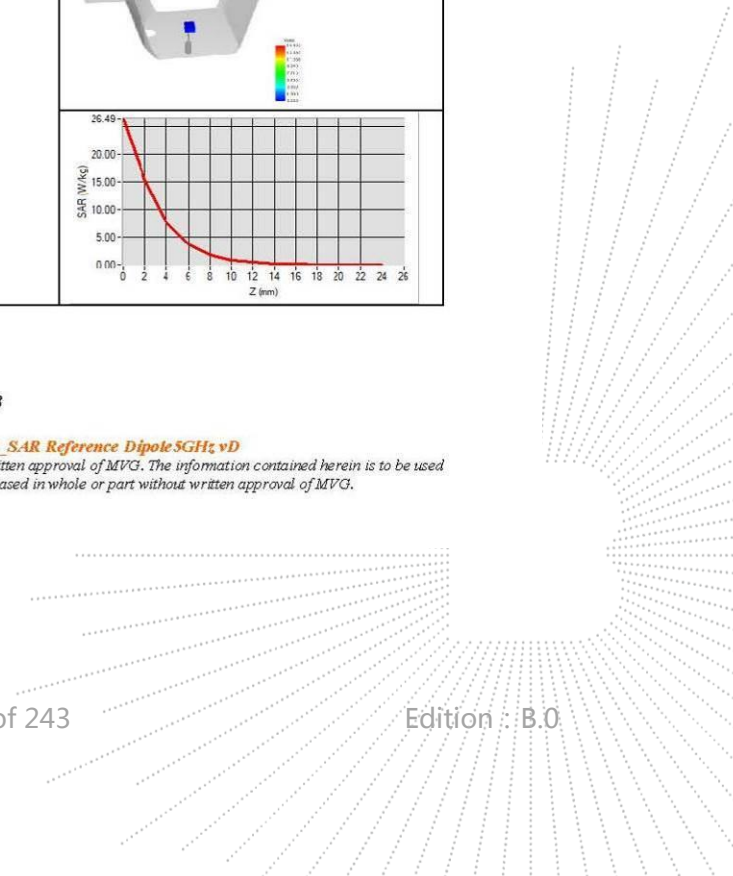 26.49
20.00
15.00
10.00
5.00
0.00
SAR (W/kg)
0 2 4 6 8 10 12 14 16 18 20 22 24 26
Z (mm)
_SAR Reference Dipole5GHz vD
tten approval of MVG. The information contained herein is to be used
ased in whole or part without written approval of MVG.
of 243
Edition : B.0